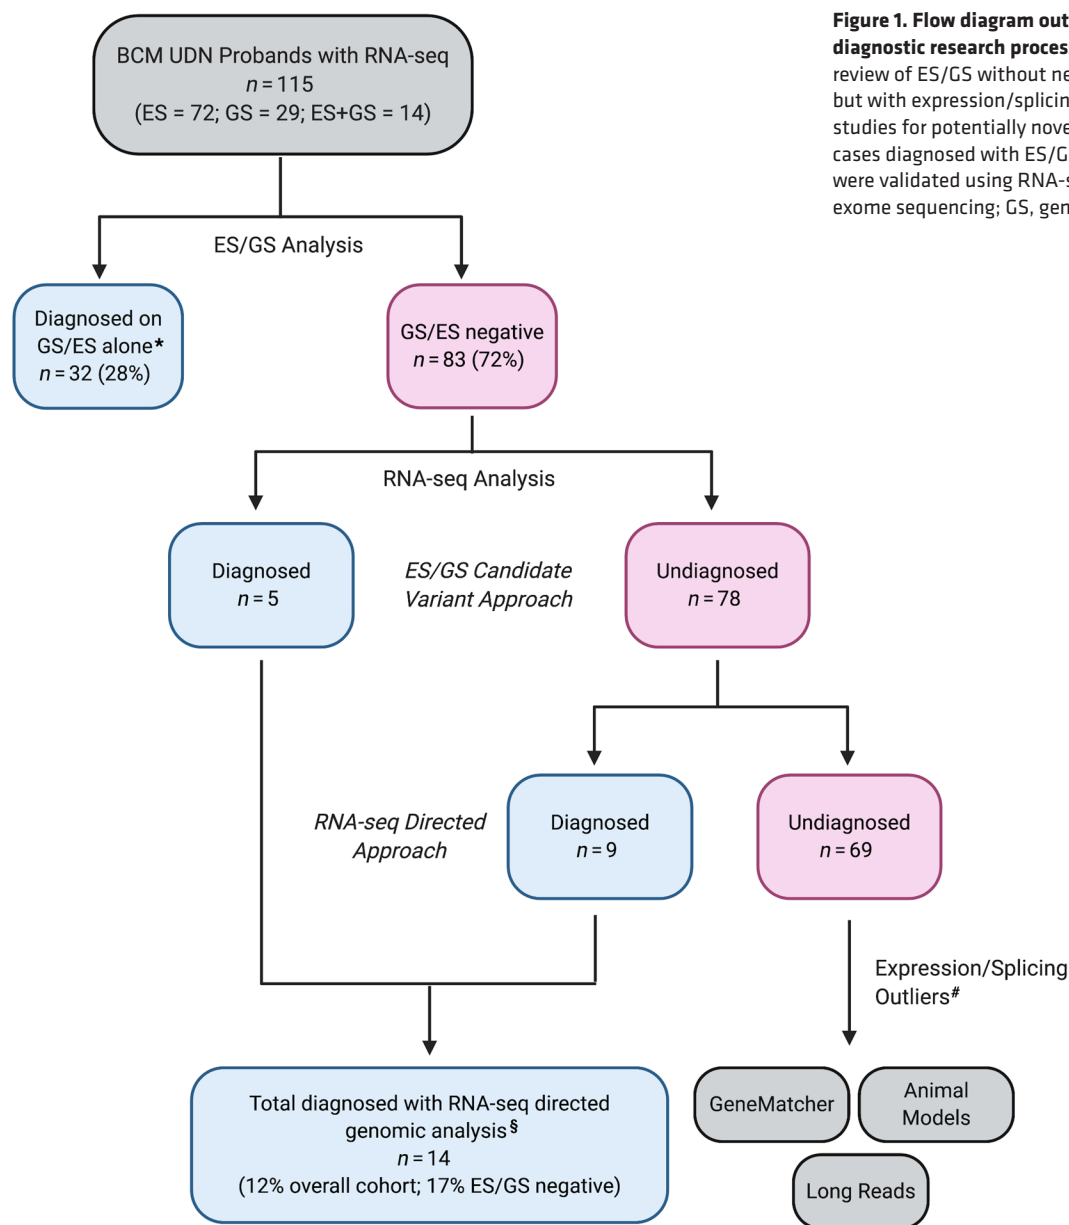 BCM UDN Probands with RNA-seq
n = 115
(ES = 72; GS = 29; ES+GS = 14)
Figure 1. Flow diagram out
diagnostic research proces
review of ES/GS without ne
but with expression/splicin
studies for potentially nove
cases diagnosed with ES/G
were validated using RNA-s
exome sequencing; GS, gen
ES/GS Analysis
Diagnosed on
GS/ES alone*
n = 32 (28%)
GS/ES negative
n = 83 (72%)
RNA-seq Analysis
Diagnosed
n = 5
ES/GS Candidate
Variant Approach
Undiagnosed
n = 78
RNA-seq Directed
Approach
Diagnosed
n = 9
Undiagnosed
n = 69
Expression/Splicing
Outliers#
Total diagnosed with RNA-seq directed
genomic analysis§
n = 14
(12% overall cohort; 17% ES/GS negative)
GeneMatcher
Animal
Models
Long Reads